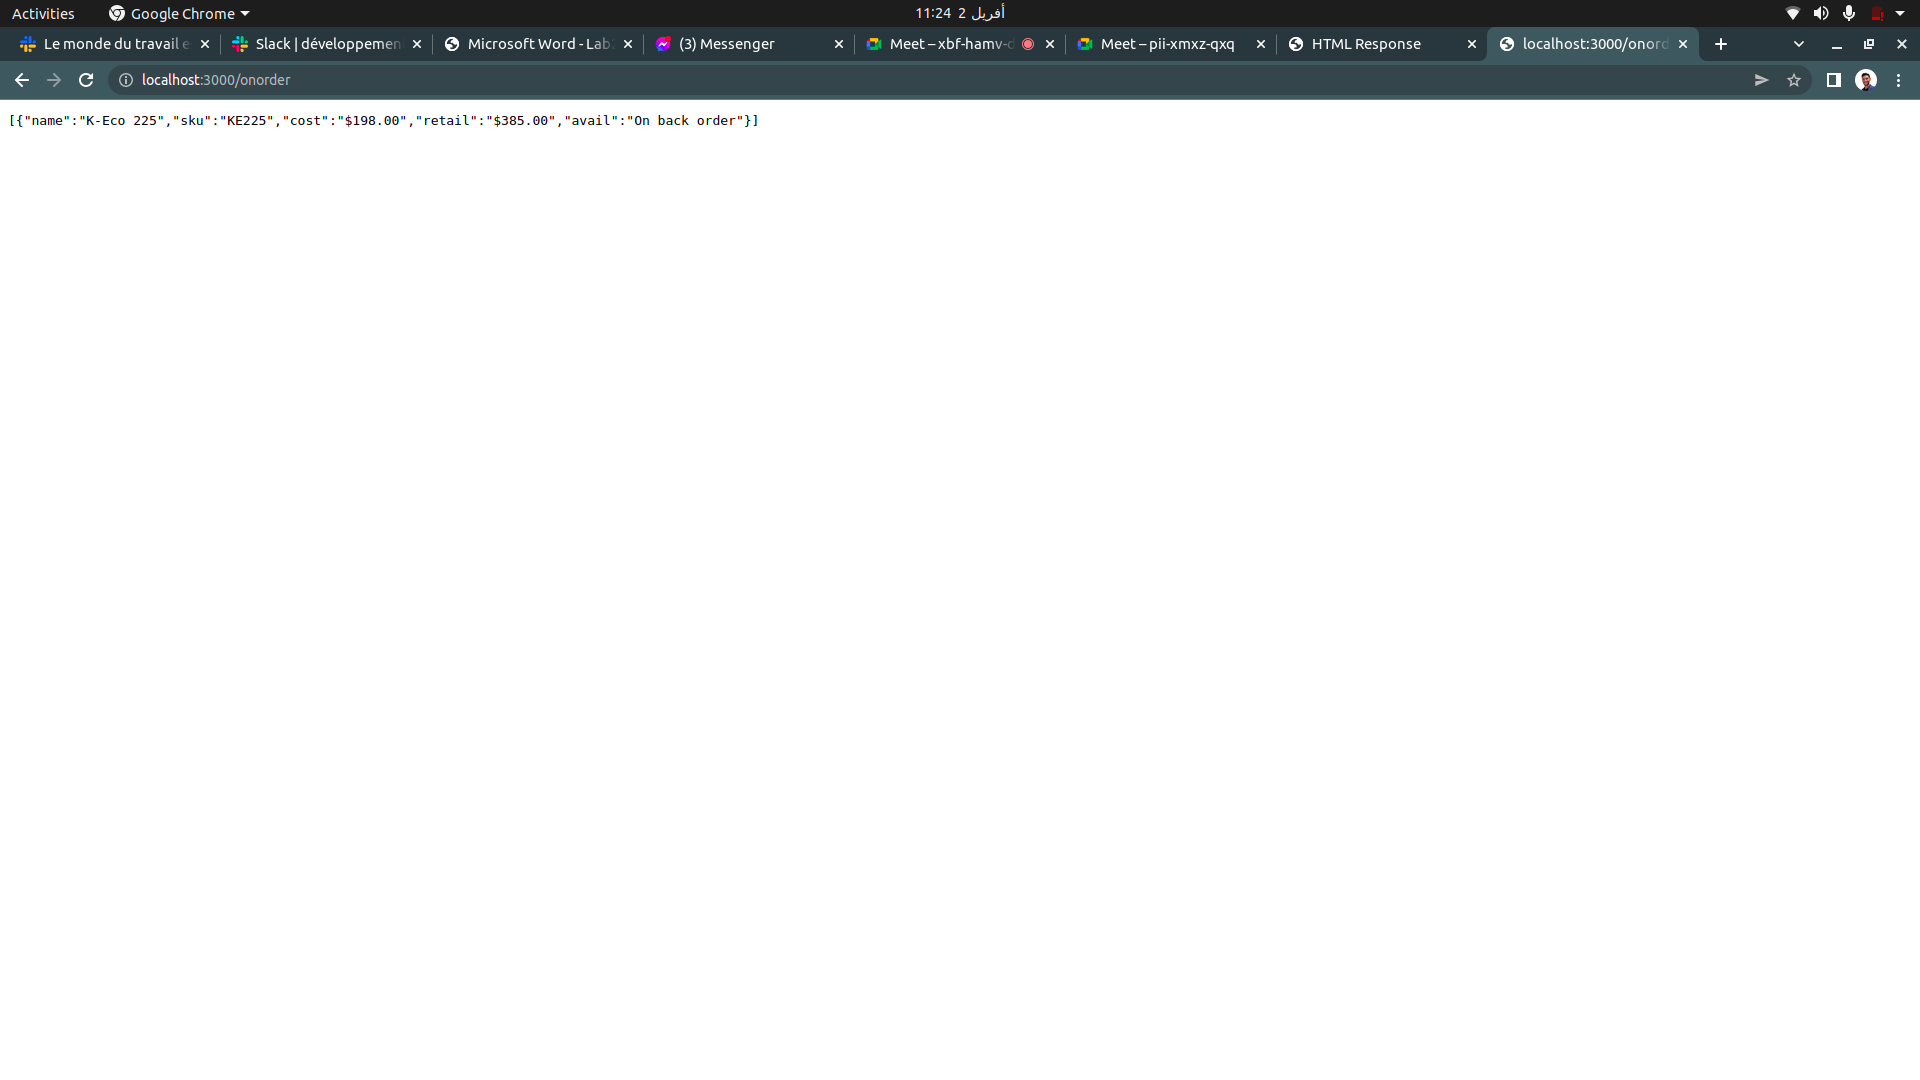 Activities Google Chrome 11:24 2 أفريل
Le monde du travail e Slack | développemen Microsoft Word - Lab (3) Messenger Meet – xbf-hamv-d Meet – pii-xmxz-qxq HTML Response localhost:3000/onord
localhost:3000/onorder
[{"name":"K-Eco 225","sku":"KE225","cost":"$198.00","retail":"$385.00","avail":"On back order"}]